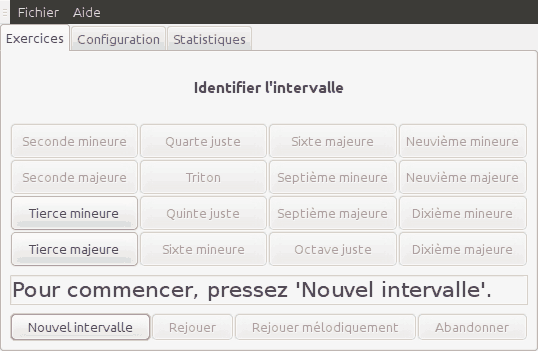 Fichier Aide
Exercices Configuration Statistiques
Identifier l'intervalle
Seconde mineure Quarte juste Sixte majeure Neuvième mineure
Seconde majeure Triton Septième mineure Neuvième majeure
Tierce mineure Quinte juste Septième majeure Dixième mineure
Tierce majeure Sixte mineure Octave juste Dixième majeure
Pour commencer, pressez 'Nouvel intervalle'.
Nouvel intervalle Rejouer Rejouer mélodiquement Abandonner